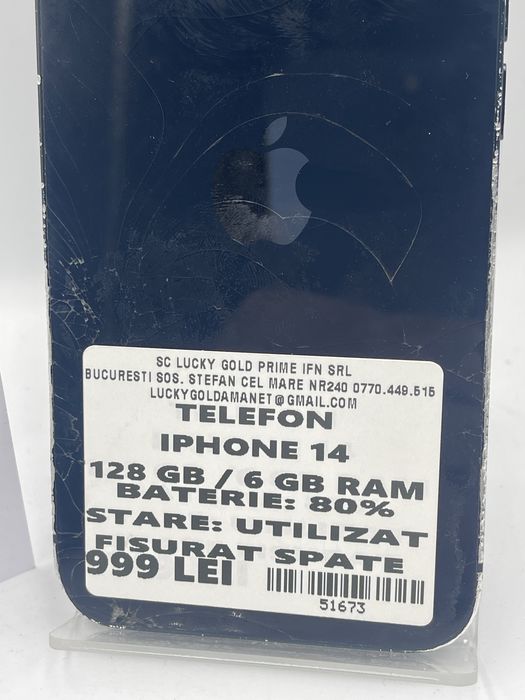 SC LUCKY GOLD PRIME IFN SRL
BUCURESTI SOS. STEFAN CEL MARE NR240 0770.449.515
LUCKYGOLDAMANET@GMAIL.COM
TELEFON
IPHONE 14
128 GB / 6 GB RAM
BATERIE: 80%
STARE: UTILIZAT
FISURAT SPATE
999 LEI
51673